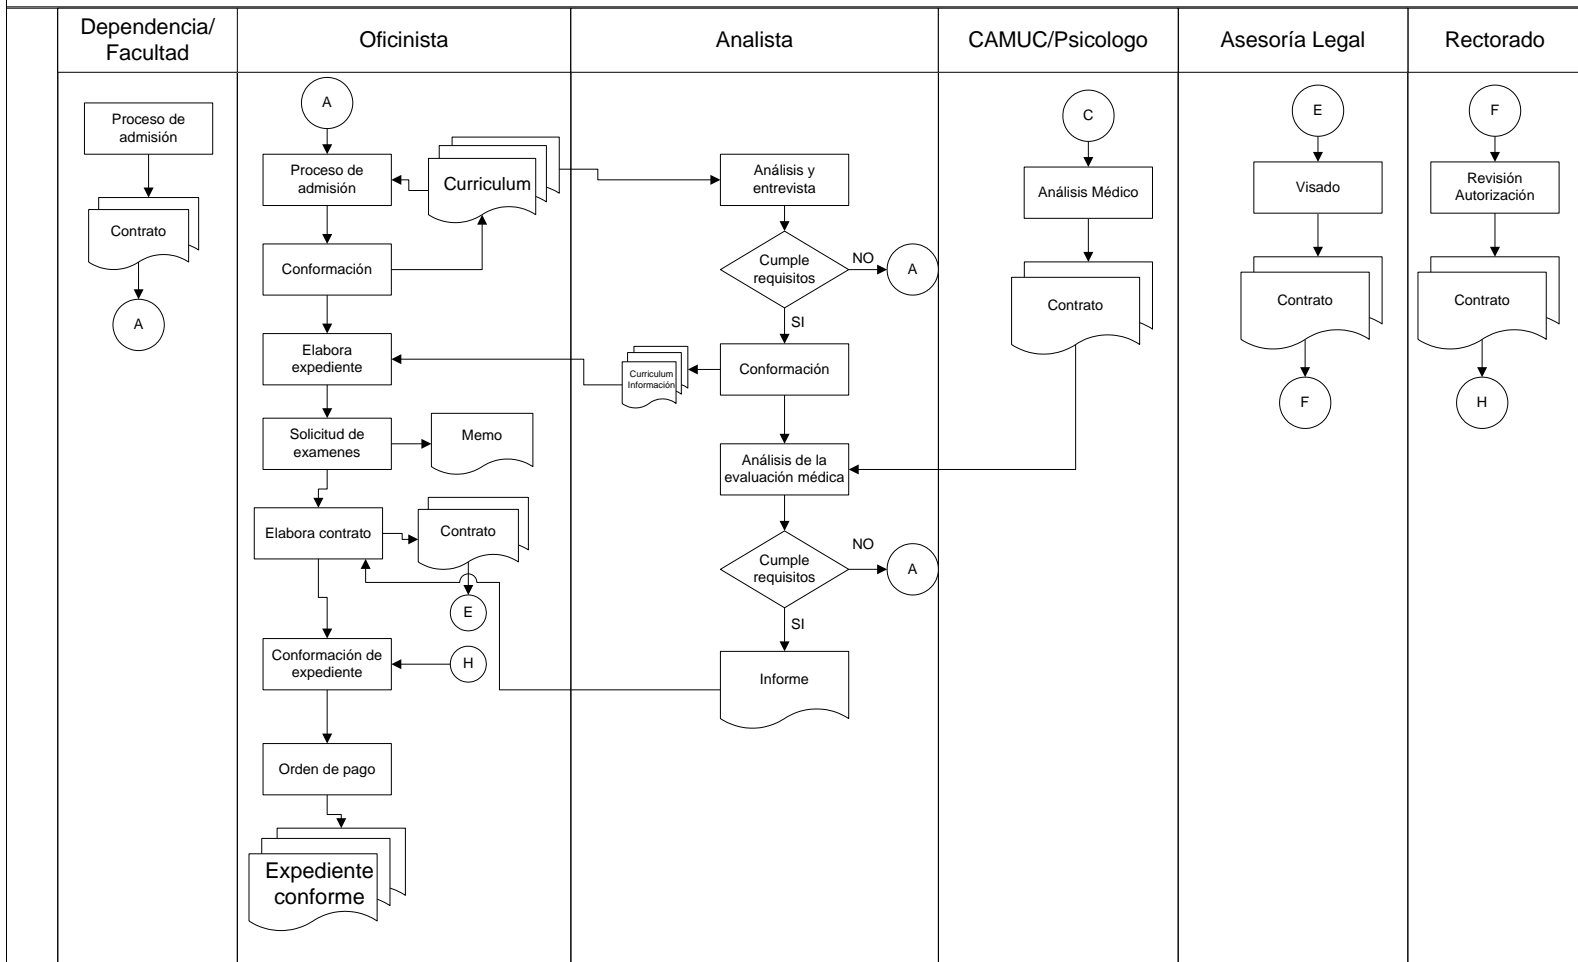 Dependencia/
Facultad
Oficinista
Analista
CAMUC/Psicologo
Asesoría Legal
Rectorado
Proceso de
admisión
Contrato
A
A
Proceso de
admisión
Curriculum
Conformación
Elabora
expediente
Curriculum
Información
Solicitud de
examenes
Memo
Elabora contrato
Contrato
E
Conformación de
expediente
H
Orden de pago
Expediente
conforme
Análisis y
entrevista
Cumple
requisitos
NO
A
SI
Conformación
Análisis de la
evaluación médica
Cumple
requisitos
NO
A
SI
Informe
C
Análisis Médico
Contrato
E
Visado
Contrato
F
F
Revisión
Autorización
Contrato
H